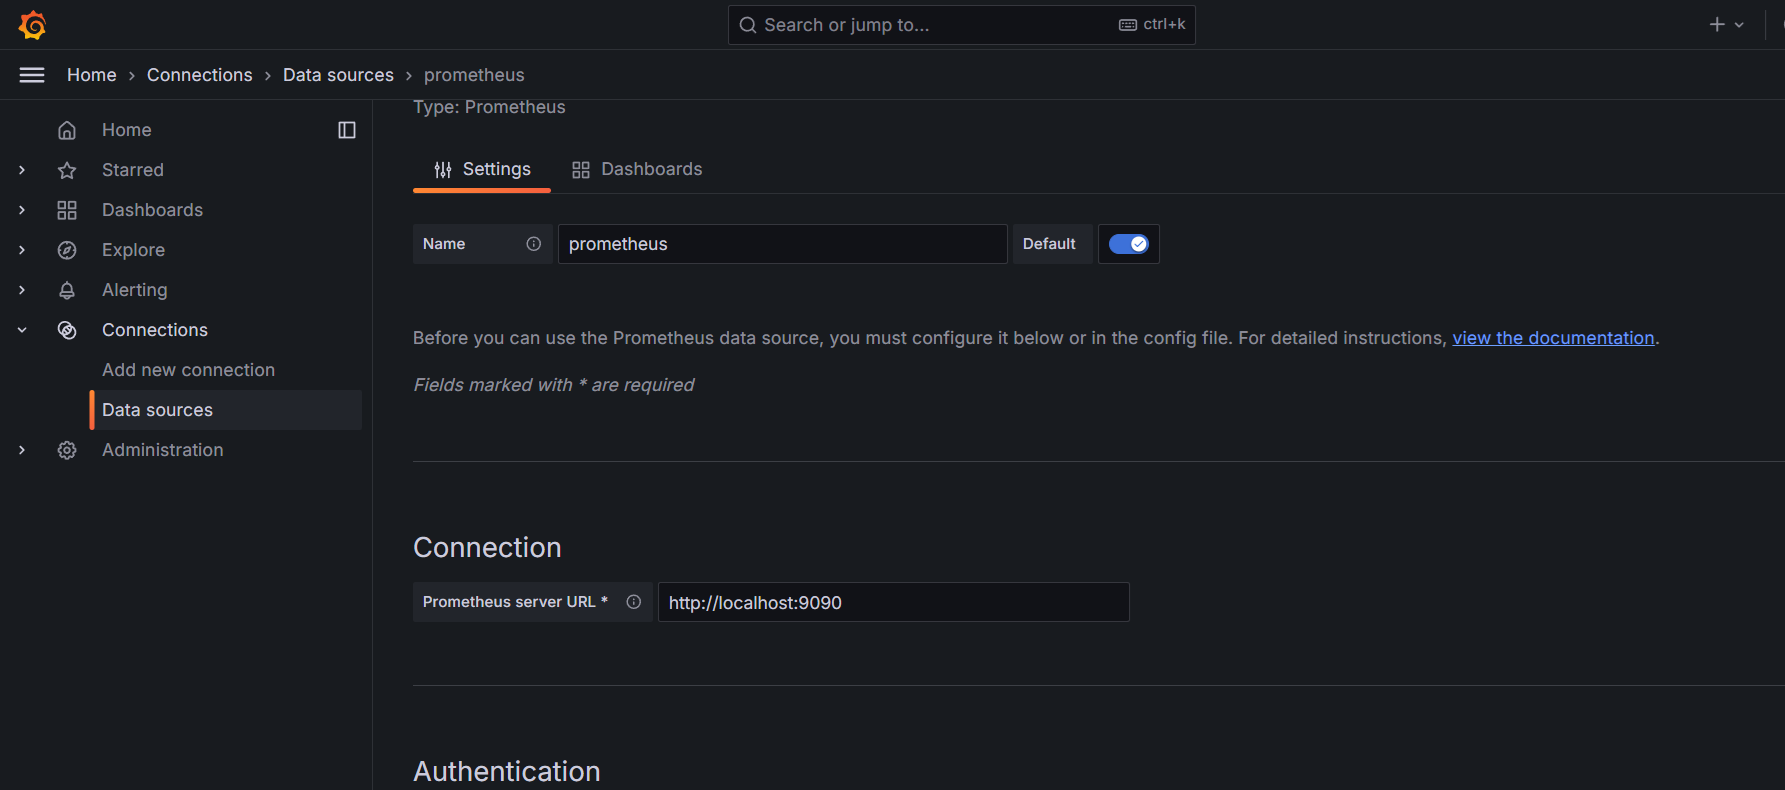 Search or jump to...
ctrl+k
Home › Connections › Data sources › prometheus
Home
Starred
Dashboards
Explore
Alerting
Connections
Add new connection
Data sources
Administration
Type: Prometheus
Settings
Dashboards
Name
prometheus
Default
Before you can use the Prometheus data source, you must configure it below or in the config file. For detailed instructions, view the documentation.
Fields marked with * are required
Connection
Prometheus server URL *
http://localhost:9090
Authentication